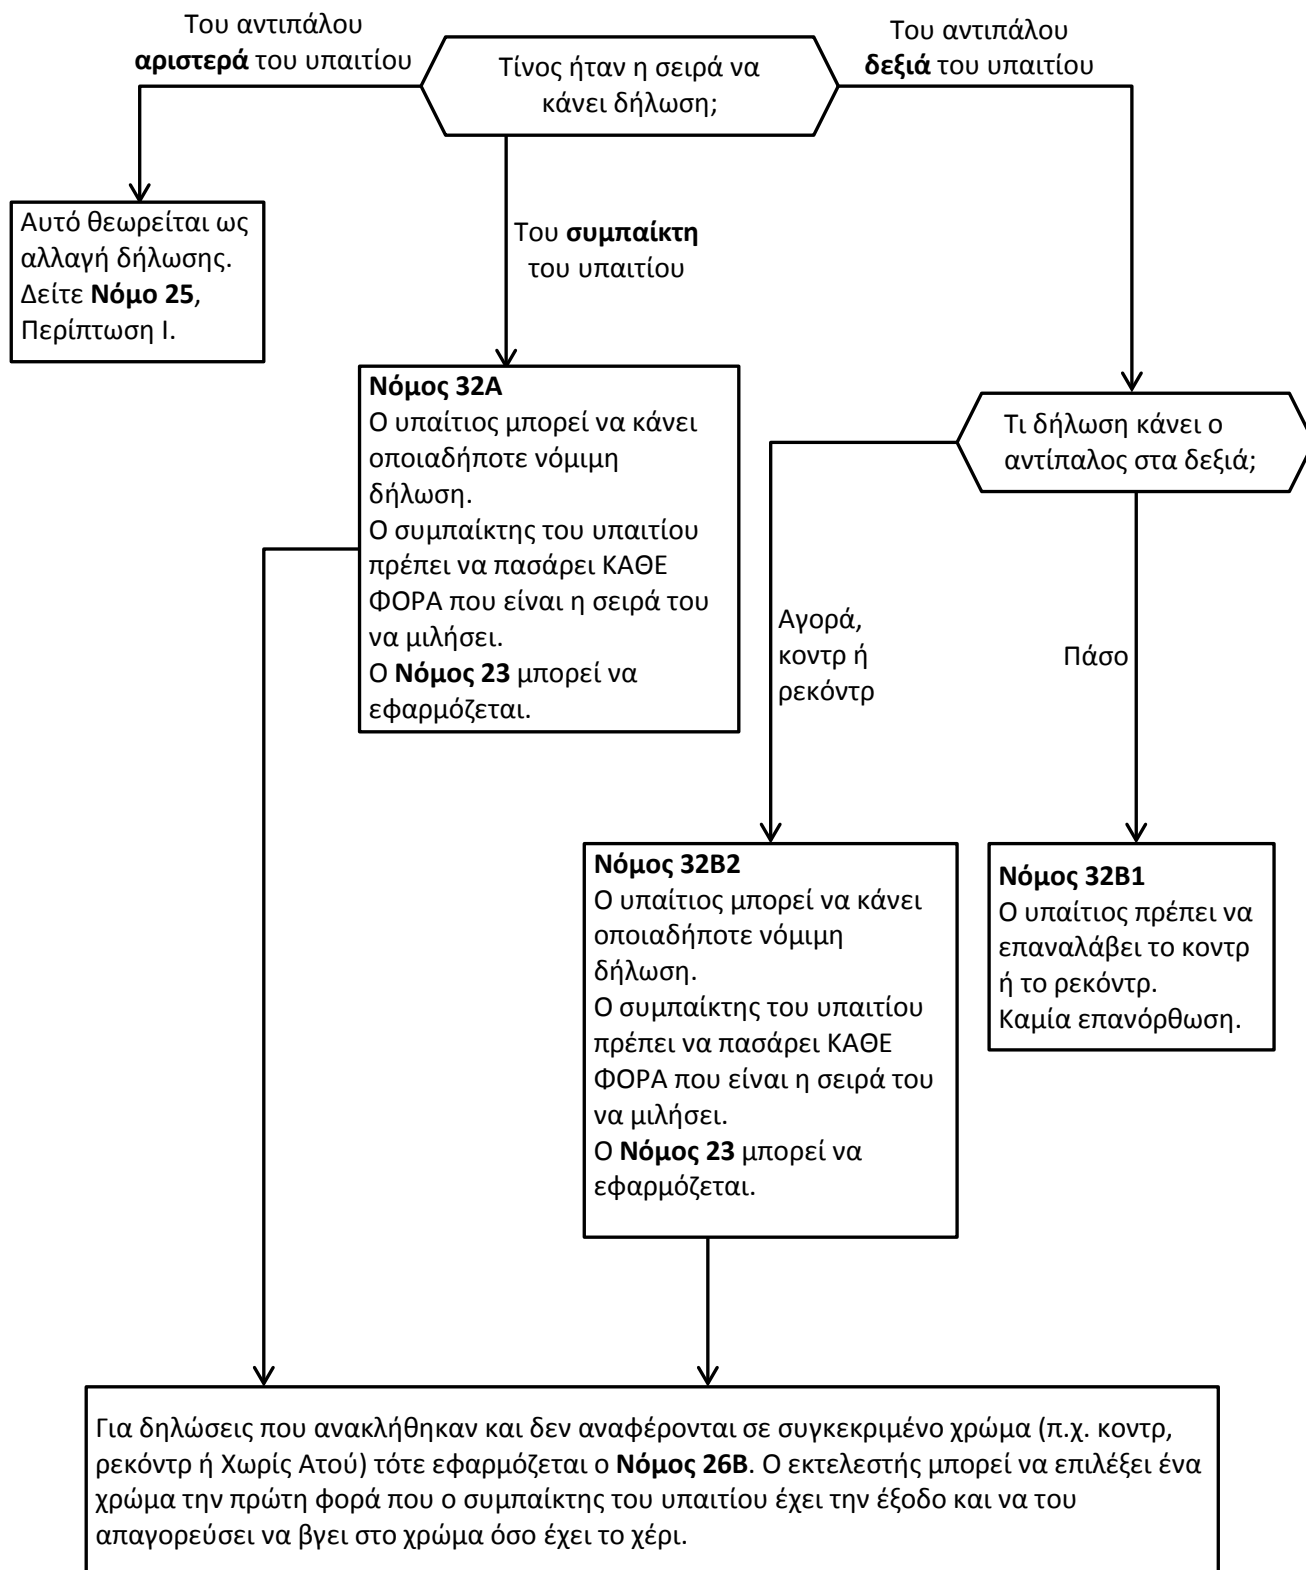 Του αντιπάλου
αριστερά του υπαιτίου
Τίνος ήταν η σειρά να
κάνει δήλωση;
Του αντιπάλου
δεξιά του υπαιτίου
Αυτό θεωρείται ως
αλλαγή δήλωσης.
Δείτε Νόμο 25,
Περίπτωση Ι.
Του συμπαίκτη
του υπαιτίου
Νόμος 32Α
Ο υπαίτιος μπορεί να κάνει
οποιαδήποτε νόμιμη
δήλωση.
Ο συμπαίκτης του υπαιτίου
πρέπει να πασάρει ΚΑΘΕ
ΦΟΡΑ που είναι η σειρά του
να μιλήσει.
Ο Νόμος 23 μπορεί να
εφαρμόζεται.
Τι δήλωση κάνει ο
αντίπαλος στα δεξιά;
Αγορά,
κοντρ ή
ρεκόντρ
Πάσο
Νόμος 32Β2
Ο υπαίτιος μπορεί να κάνει
οποιαδήποτε νόμιμη
δήλωση.
Ο συμπαίκτης του υπαιτίου
πρέπει να πασάρει ΚΑΘΕ
ΦΟΡΑ που είναι η σειρά του
να μιλήσει.
Ο Νόμος 23 μπορεί να
εφαρμόζεται.
Νόμος 32Β1
Ο υπαίτιος πρέπει να
επαναλάβει το κοντρ
ή το ρεκόντρ.
Καμία επανόρθωση.
Για δηλώσεις που ανακλήθηκαν και δεν αναφέρονται σε συγκεκριμένο χρώμα (π.χ. κοντρ,
ρεκόντρ ή Χωρίς Ατού) τότε εφαρμόζεται ο Νόμος 26Β. Ο εκτελεστής μπορεί να επιλέξει ένα
χρώμα την πρώτη φορά που ο συμπαίκτης του υπαιτίου έχει την έξοδο και να του
απαγορεύσει να βγει στο χρώμα όσο έχει το χέρι.